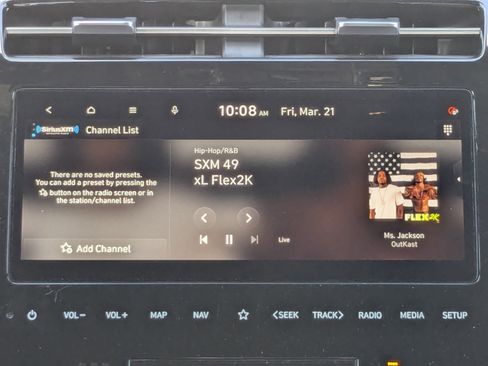 10:08 AM
Fri, Mar. 21
SiriusXM
Channel List
There are no saved presets.
You can add a preset by pressing the
button on the radio screen or in
the station/channel list.
Add Channel
Hip-Hop/R&B
SXM 49
xL Flex2K
Live
FLEX2K
Ms. Jackson
OutKast
VOL−
VOL+
MAP
NAV
<SEEK
TRACK>
RADIO
MEDIA
SETUP